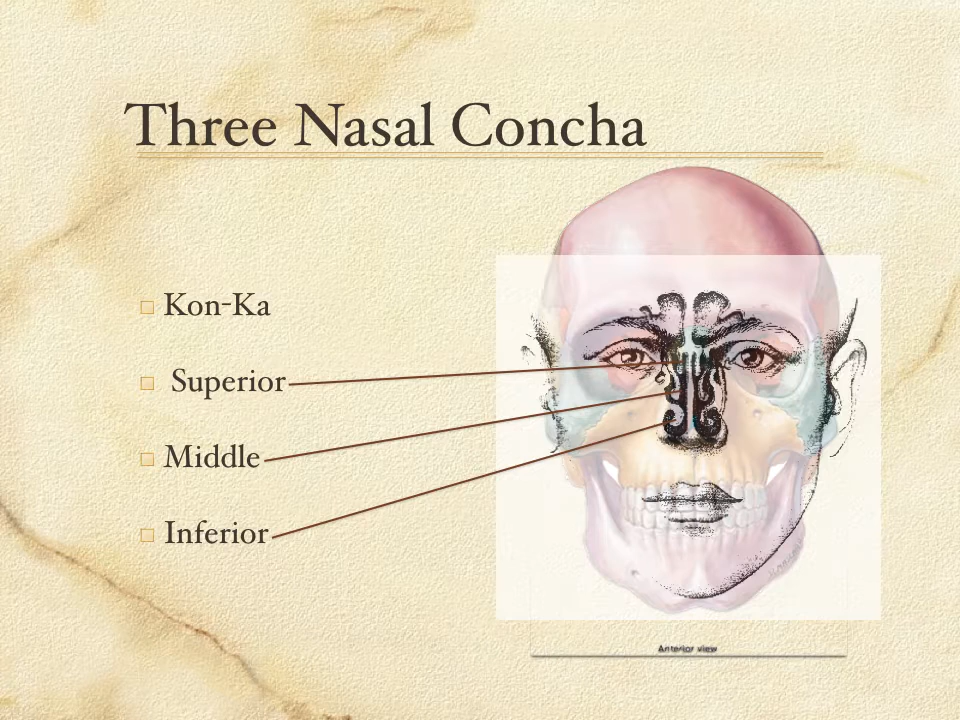 Three Nasal Concha
Kon-Ka
Superior
Middle
Inferior
Anterior view